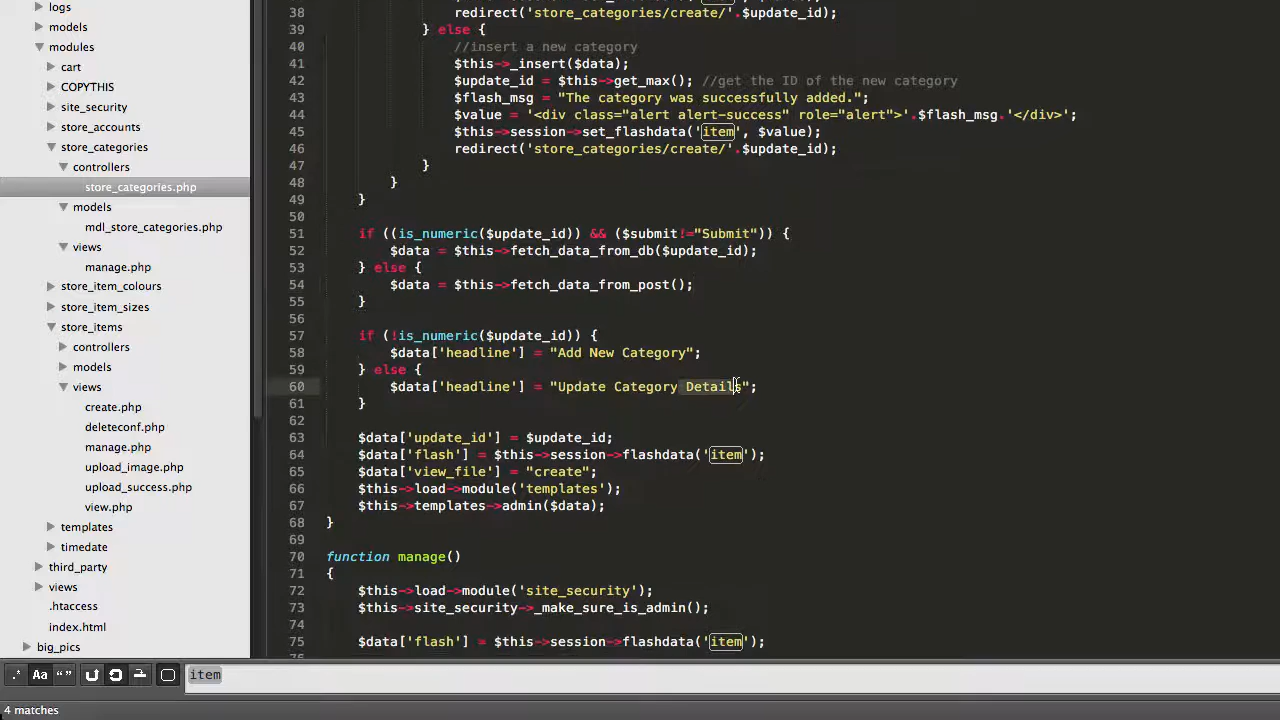 logs
models
modules
cart
COPYTHIS
site_security
store_accounts
store_categories
controllers
store_categories.php
models
mdl_store_categories.php
views
manage.php
store_item_colours
store_item_sizes
store_items
controllers
models
views
create.php
deleteconf.php
manage.php
upload_image.php
upload_success.php
view.php
templates
timedate
third_party
views
.htaccess
index.html
big_pics
38 redirect('store_categories/create/'.$update_id);
39 } else {
40 //insert a new category
41 $this->_insert($data);
42 $update_id = $this->get_max(); //get the ID of the new category
43 $flash_msg = "The category was successfully added.";
44 $value = '<div class="alert alert-success" role="alert">'.$flash_msg.'</div>';
45 $this->session->set_flashdata('item', $value);
46 redirect('store_categories/create/'.$update_id);
47 }
48 }
49 }
50
51 if ((is_numeric($update_id)) && ($submit!="Submit")) {
52 $data = $this->fetch_data_from_db($update_id);
53 } else {
54 $data = $this->fetch_data_from_post();
55 }
56
57 if (!is_numeric($update_id)) {
58 $data['headline'] = "Add New Category";
59 } else {
60 $data['headline'] = "Update Category Details";
61 }
62
63 $data['update_id'] = $update_id;
64 $data['flash'] = $this->session->flashdata('item');
65 $data['view_file'] = "create";
66 $this->load->module('templates');
67 $this->templates->admin($data);
68 }
69
70 function manage()
71 {
72 $this->load->module('site_security');
73 $this->site_security->_make_sure_is_admin();
74
75 $data['flash'] = $this->session->flashdata('item');
.* Aa “” item
4 matches